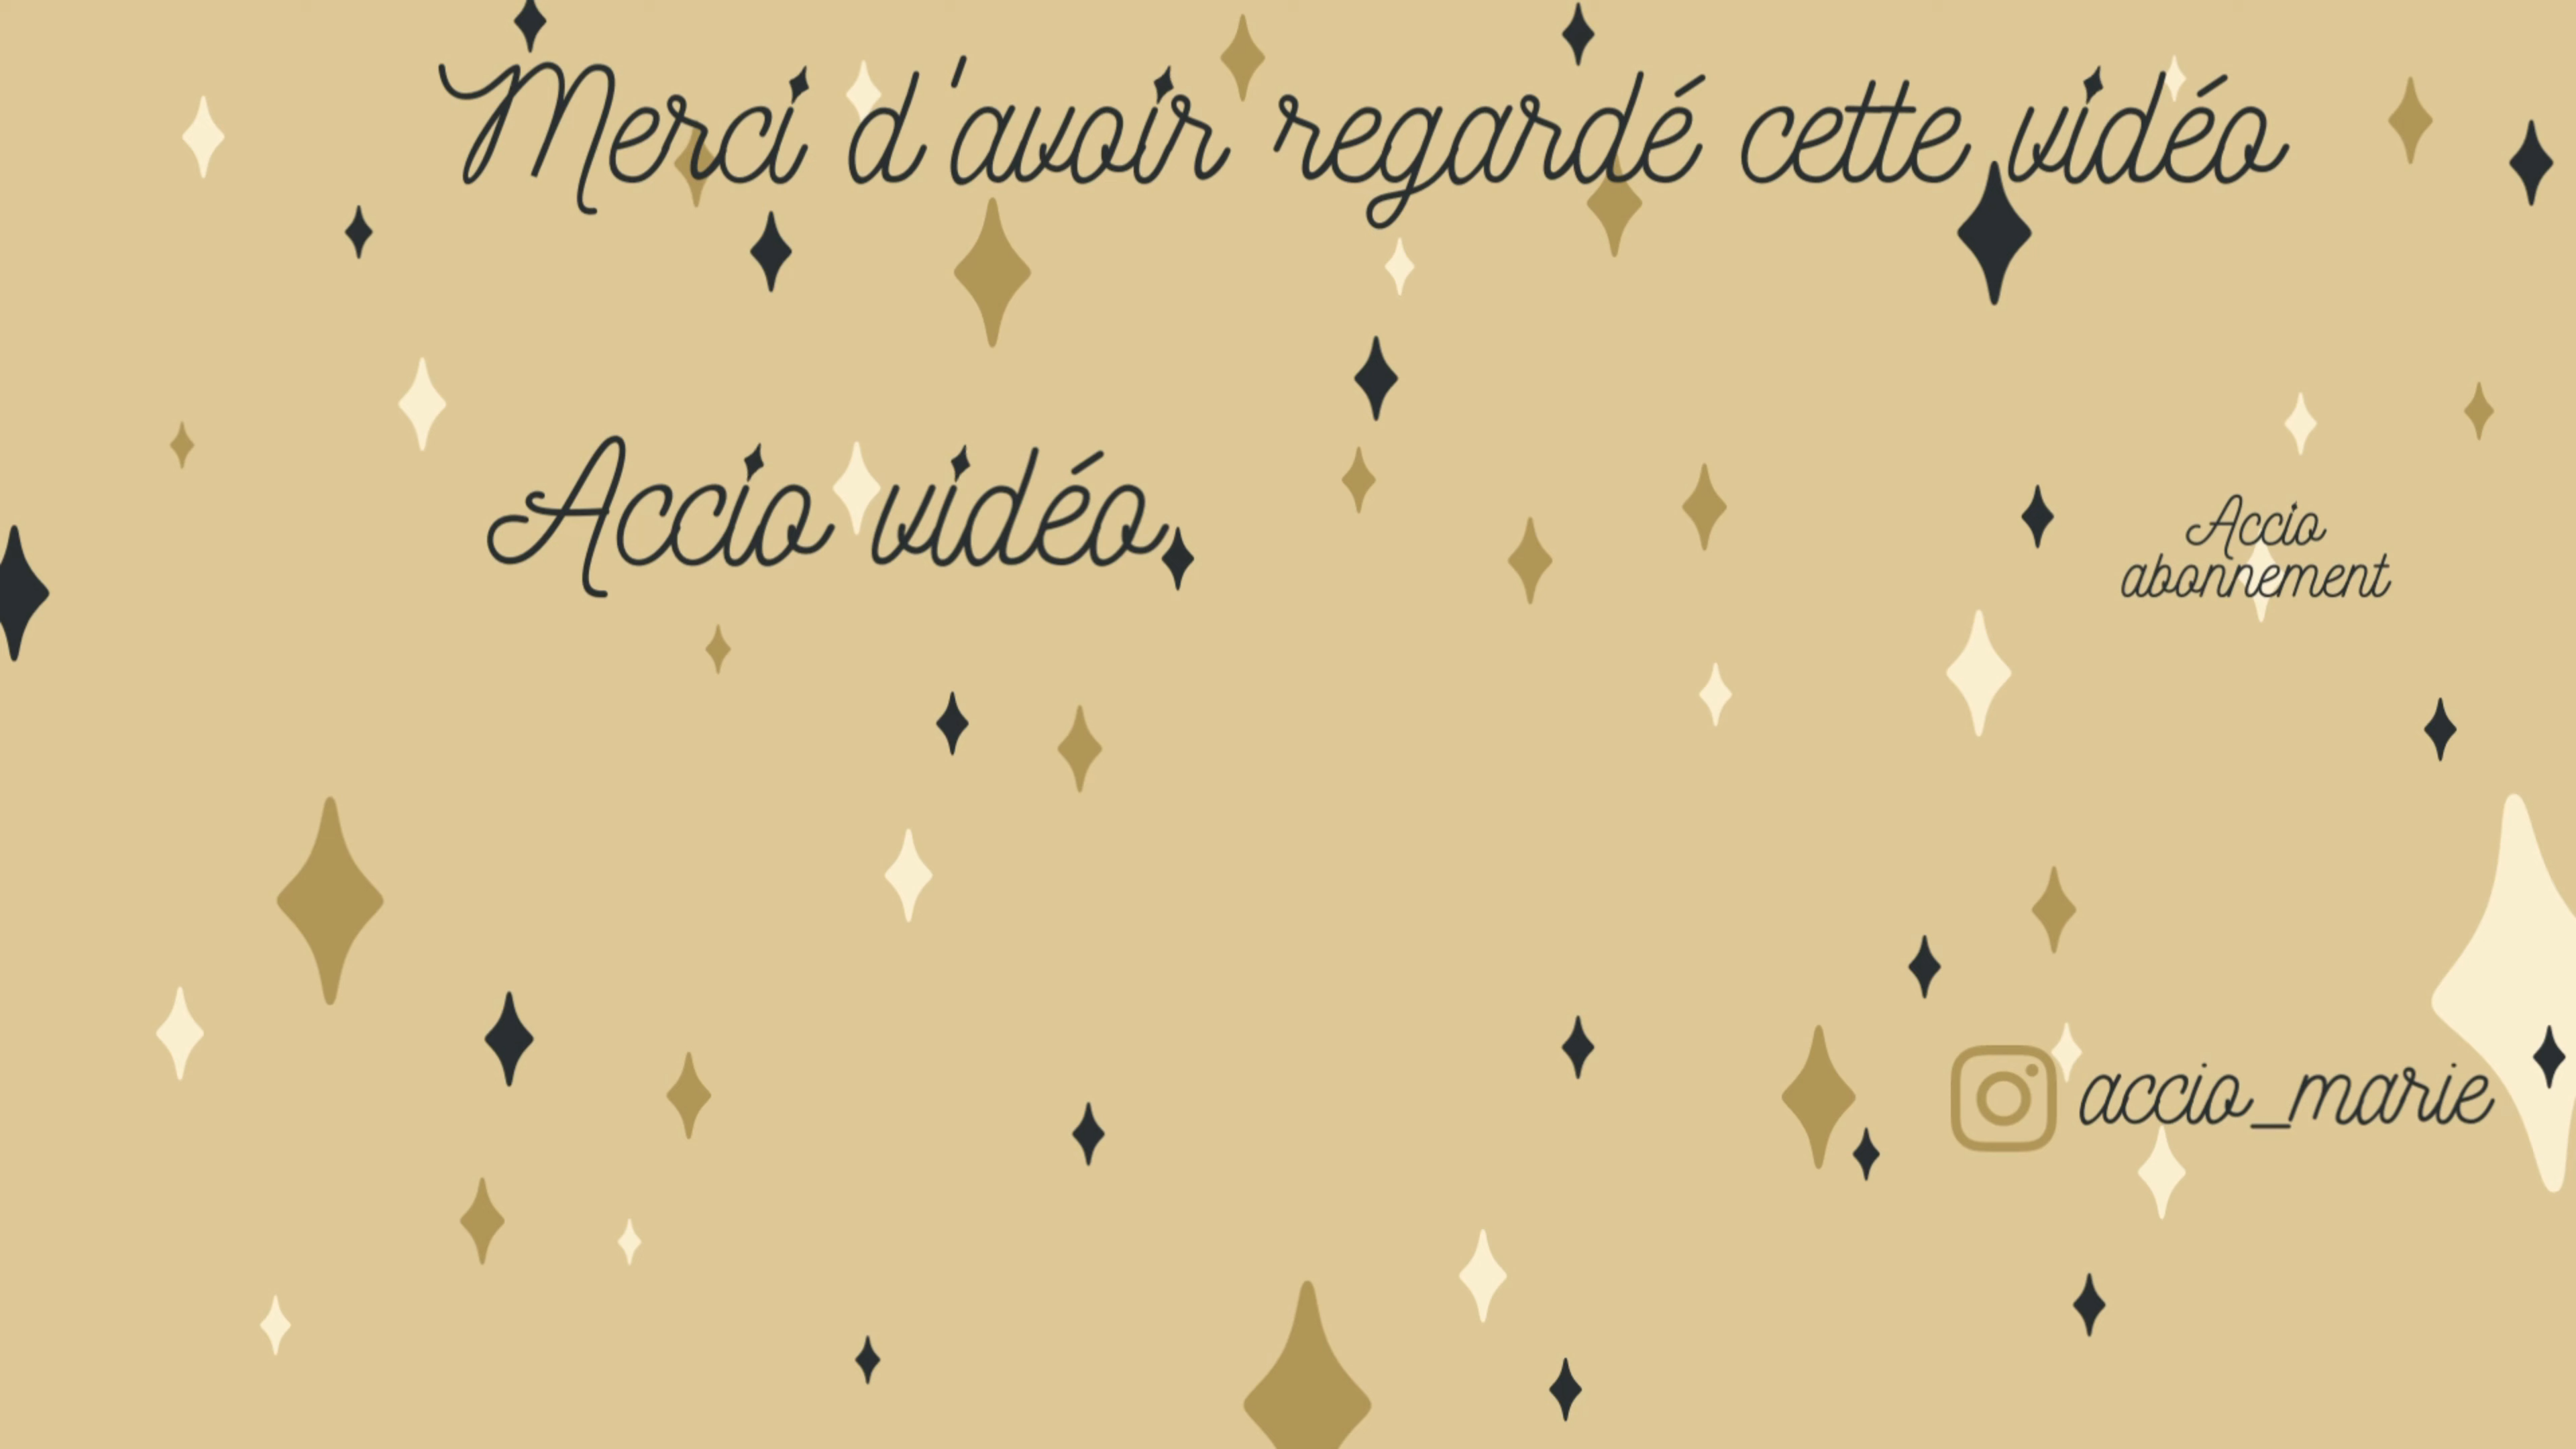 Merci d'avoir regardé cette vidéo
Accio vidéo
Accio
abonnement
accio_marie